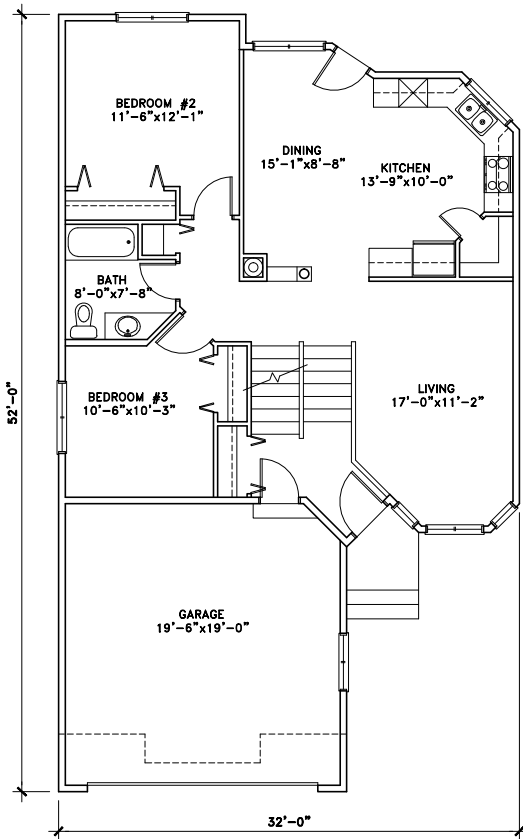 BEDROOM #2
11'-6"x12'-1"
DINING
15'-1"x8'-8"
KITCHEN
13'-9"x10'-0"
BATH
8'-0"x7'-8"
BEDROOM #3
10'-6"x10'-3"
LIVING
17'-0"x11'-2"
52'-0"
GARAGE
19'-6"x19'-0"
32'-0"